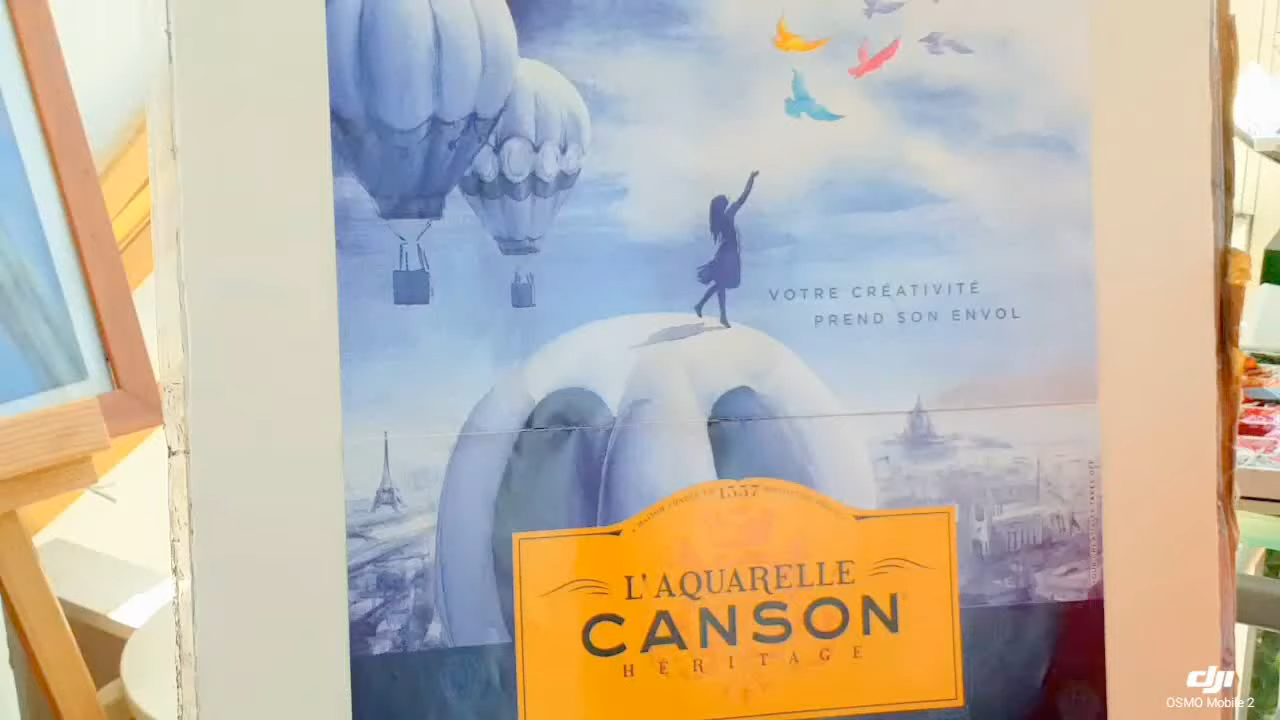 VOTRE CRÉATIVITÉ
PREND SON ENVOL
1557
L'AQUARELLE
CANSON
HÉRITAGE
dji
OSMO Mobile 2